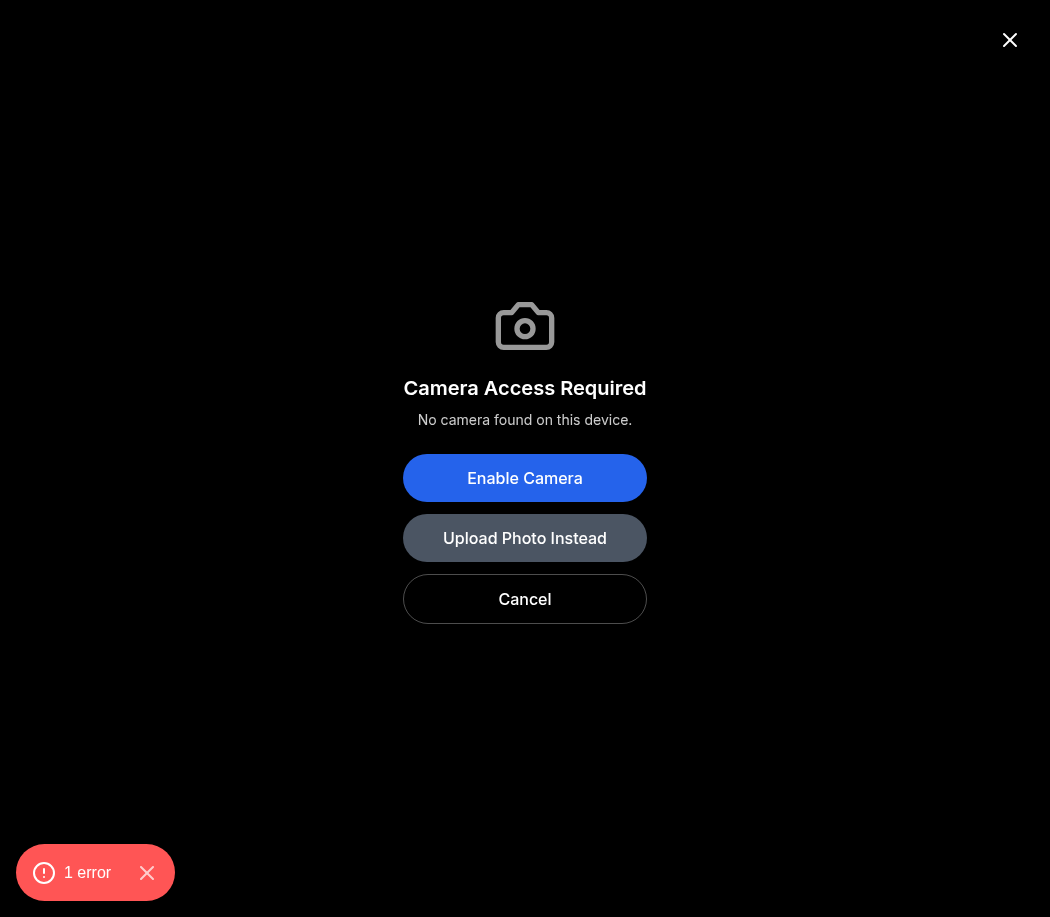 Camera Access Required
No camera found on this device.
Enable Camera
Upload Photo Instead
Cancel
1 error